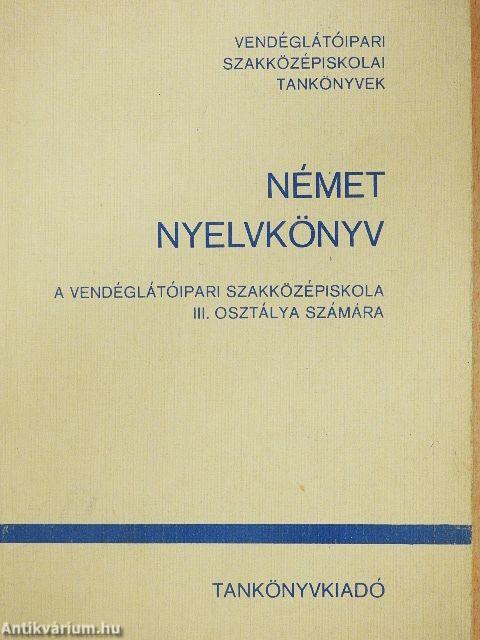 VENDÉGLÁTÓIPARI
SZAKKÖZÉPISKOLAI
TANKÖNYVEK
NÉMET
NYELVKÖNYV
A VENDÉGLÁTÓIPARI SZAKKÖZÉPISKOLA
III. OSZTÁLYA SZÁMÁRA
TANKÖNYVKIADÓ
Antikvárium.hu